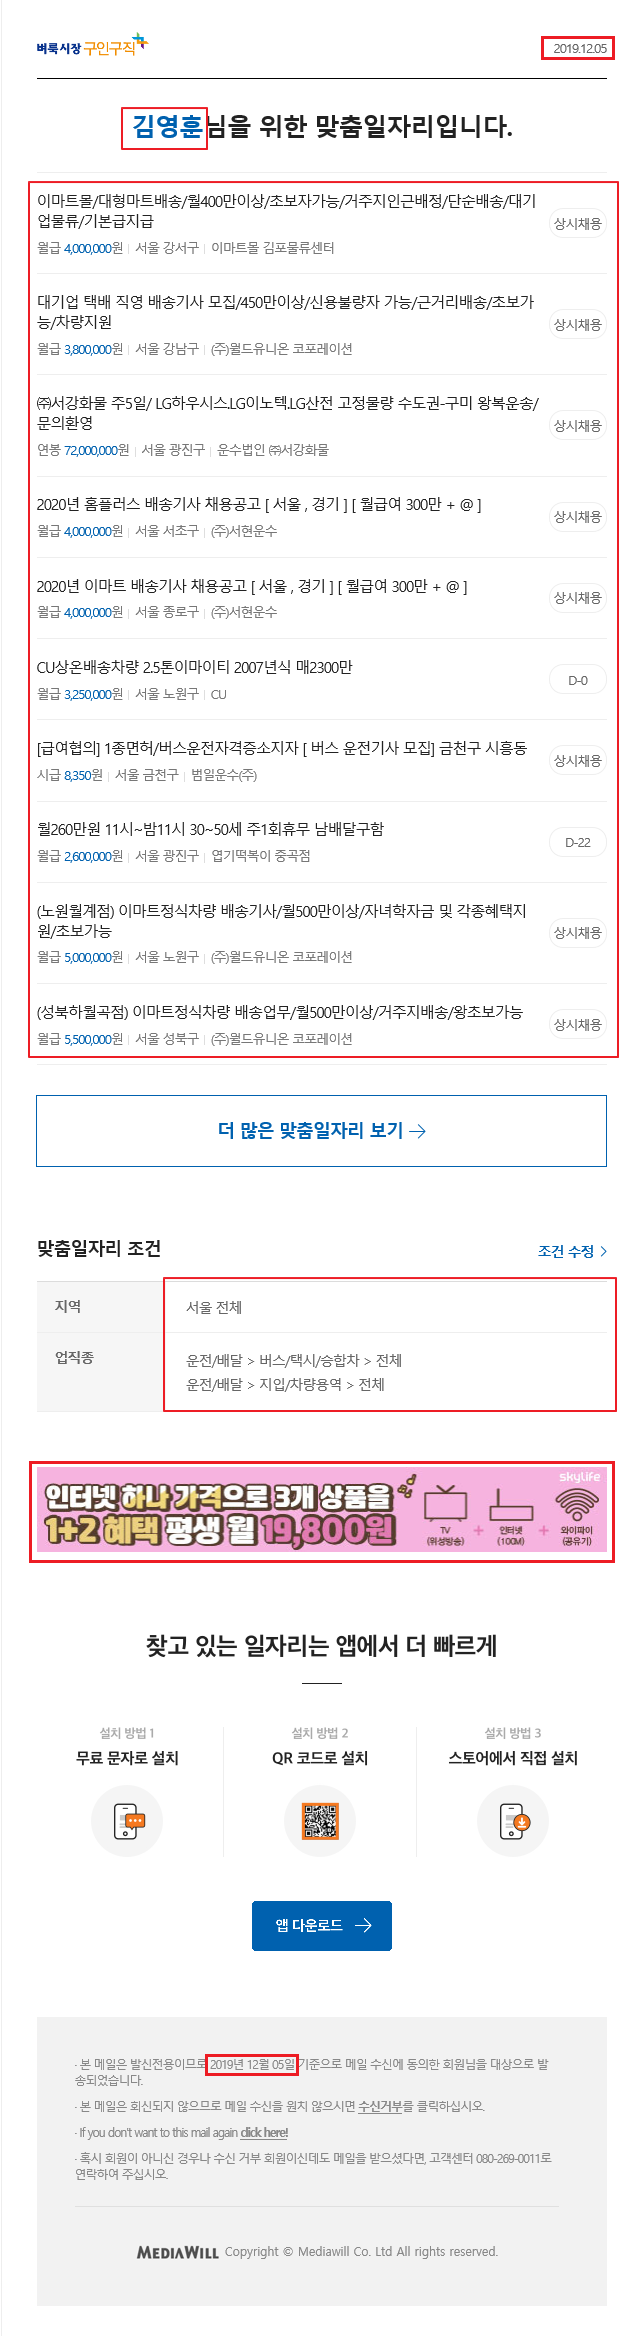 벼룩시장 구인구직
2019.12.05
김영훈님을 위한 맞춤일자리입니다.
이마트몰/대형마트배송/월400만이상/초보자가능/거주지인근배정/단순배송/대기
업물류/기본급지급
월급 4,000,000원 | 서울 강서구 | 이마트몰 김포물류센터
상시채용
대기업 택배 직영 배송기사 모집/450만이상/신용불량자 가능/근거리배송/초보가
능/차량지원
월급 3,800,000원 | 서울 강남구 | (주)월드유니온 코포레이션
상시채용
㈜서강화물 주5일/ LG하우시스.LG이노텍.LG산전 고정물량 수도권-구미 왕복운송/
문의환영
연봉 72,000,000원 | 서울 광진구 | 운수법인 ㈜서강화물
상시채용
2020년 홈플러스 배송기사 채용공고 [ 서울 , 경기 ] [ 월급여 300만 + @ ]
월급 4,000,000원 | 서울 서초구 | (주)서현운수
상시채용
2020년 이마트 배송기사 채용공고 [ 서울 , 경기 ] [ 월급여 300만 + @ ]
월급 4,000,000원 | 서울 종로구 | (주)서현운수
상시채용
CU상온배송차량 2.5톤이마이티 2007년식 매2300만
월급 3,250,000원 | 서울 노원구 | CU
D-0
[급여협의] 1종면허/버스운전자격증소지자 [ 버스 운전기사 모집] 금천구 시흥동
시급 8,350원 | 서울 금천구 | 범일운수(주)
상시채용
월260만원 11시~밤11시 30~50세 주1회휴무 남배달구함
월급 2,600,000원 | 서울 광진구 | 엽기떡볶이 중곡점
D-22
(노원월계점) 이마트정식차량 배송기사/월500만이상/자녀학자금 및 각종혜택지
원/초보가능
월급 5,000,000원 | 서울 노원구 | (주)월드유니온 코포레이션
상시채용
(성북하월곡점) 이마트정식차량 배송업무/월500만이상/거주지배송/왕초보가능
월급 5,500,000원 | 서울 성북구 | (주)월드유니온 코포레이션
상시채용
더 많은 맞춤일자리 보기 →
맞춤일자리 조건
조건 수정 >
지역
서울 전체
업직종
운전/배달 > 버스/택시/승합차 > 전체
운전/배달 > 지입/차량용역 > 전체
skylife
인터넷 하나 가격으로 3개 상품을
1+2 혜택 평생 월 19,800원
TV + 인터넷 + 와이파이
(위성방송) (100M) (공유기)
찾고 있는 일자리는 앱에서 더 빠르게
설치 방법 1
무료 문자로 설치
설치 방법 2
QR 코드로 설치
설치 방법 3
스토어에서 직접 설치
앱 다운로드 →
· 본 메일은 발신전용이므로 2019년 12월 05일 기준으로 메일 수신에 동의한 회원님을 대상으로 발
송되었습니다.
· 본 메일은 회신되지 않으므로 메일 수신을 원치 않으시면 수신거부를 클릭하십시오.
· If you don't want to this mail again click here!
· 혹시 회원이 아니신 경우나 수신 거부 회원이신데도 메일을 받으셨다면, 고객센터 080-269-0011로
연락하여 주십시오.
MEDIAWILL Copyright © Mediawill Co. Ltd All rights reserved.